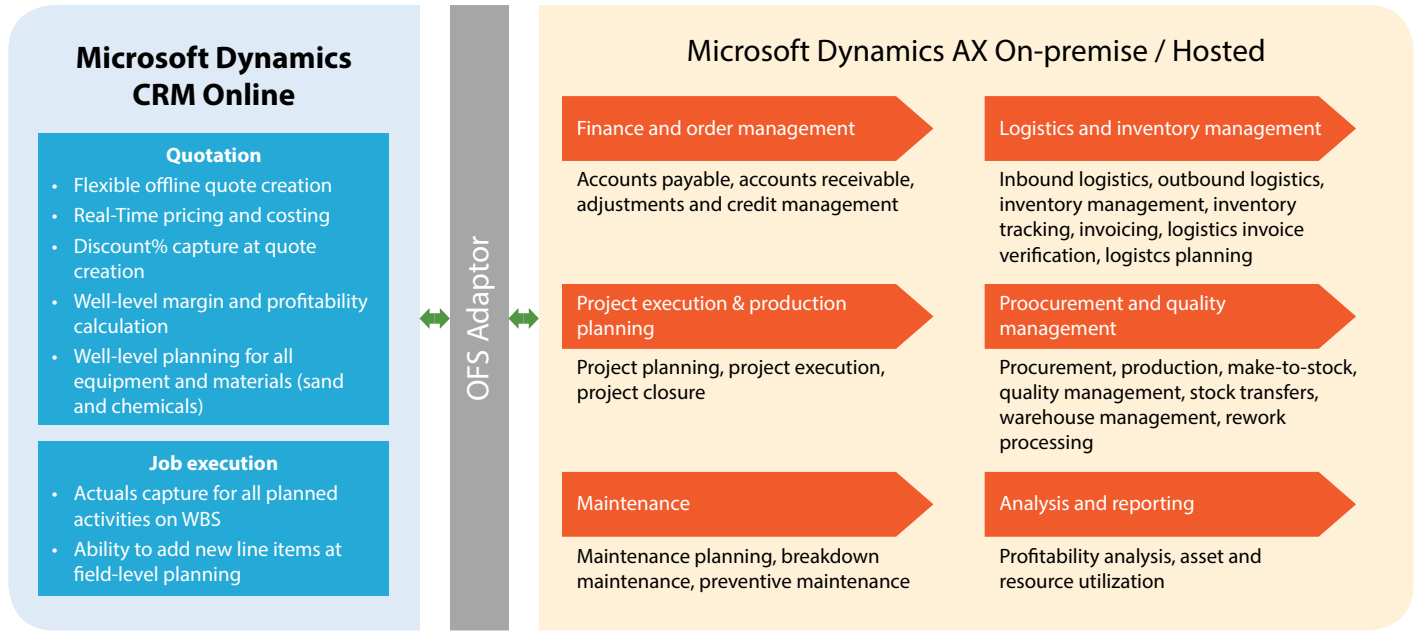 Microsoft Dynamics
CRM Online
Quotation
• Flexible offline quote creation
• Real-Time pricing and costing
• Discount% capture at quote
creation
• Well-level margin and profitability
calculation
• Well-level planning for all
equipment and materials (sand
and chemicals)
Job execution
• Actuals capture for all planned
activities on WBS
• Ability to add new line items at
field-level planning
OFS Adaptor
Microsoft Dynamics AX On-premise / Hosted
Finance and order management
Accounts payable, accounts receivable,
adjustments and credit management
Logistics and inventory management
Inbound logistics, outbound logistics,
inventory management, inventory
tracking, invoicing, logistics invoice
verification, logistcs planning
Project execution & production
planning
Project planning, project execution,
project closure
Proocurement and quality
management
Procurement, production, make-to-stock,
quality management, stock transfers,
warehouse management, rework
processing
Maintenance
Maintenance planning, breakdown
maintenance, preventive maintenance
Analysis and reporting
Profitability analysis, asset and
resource utilization